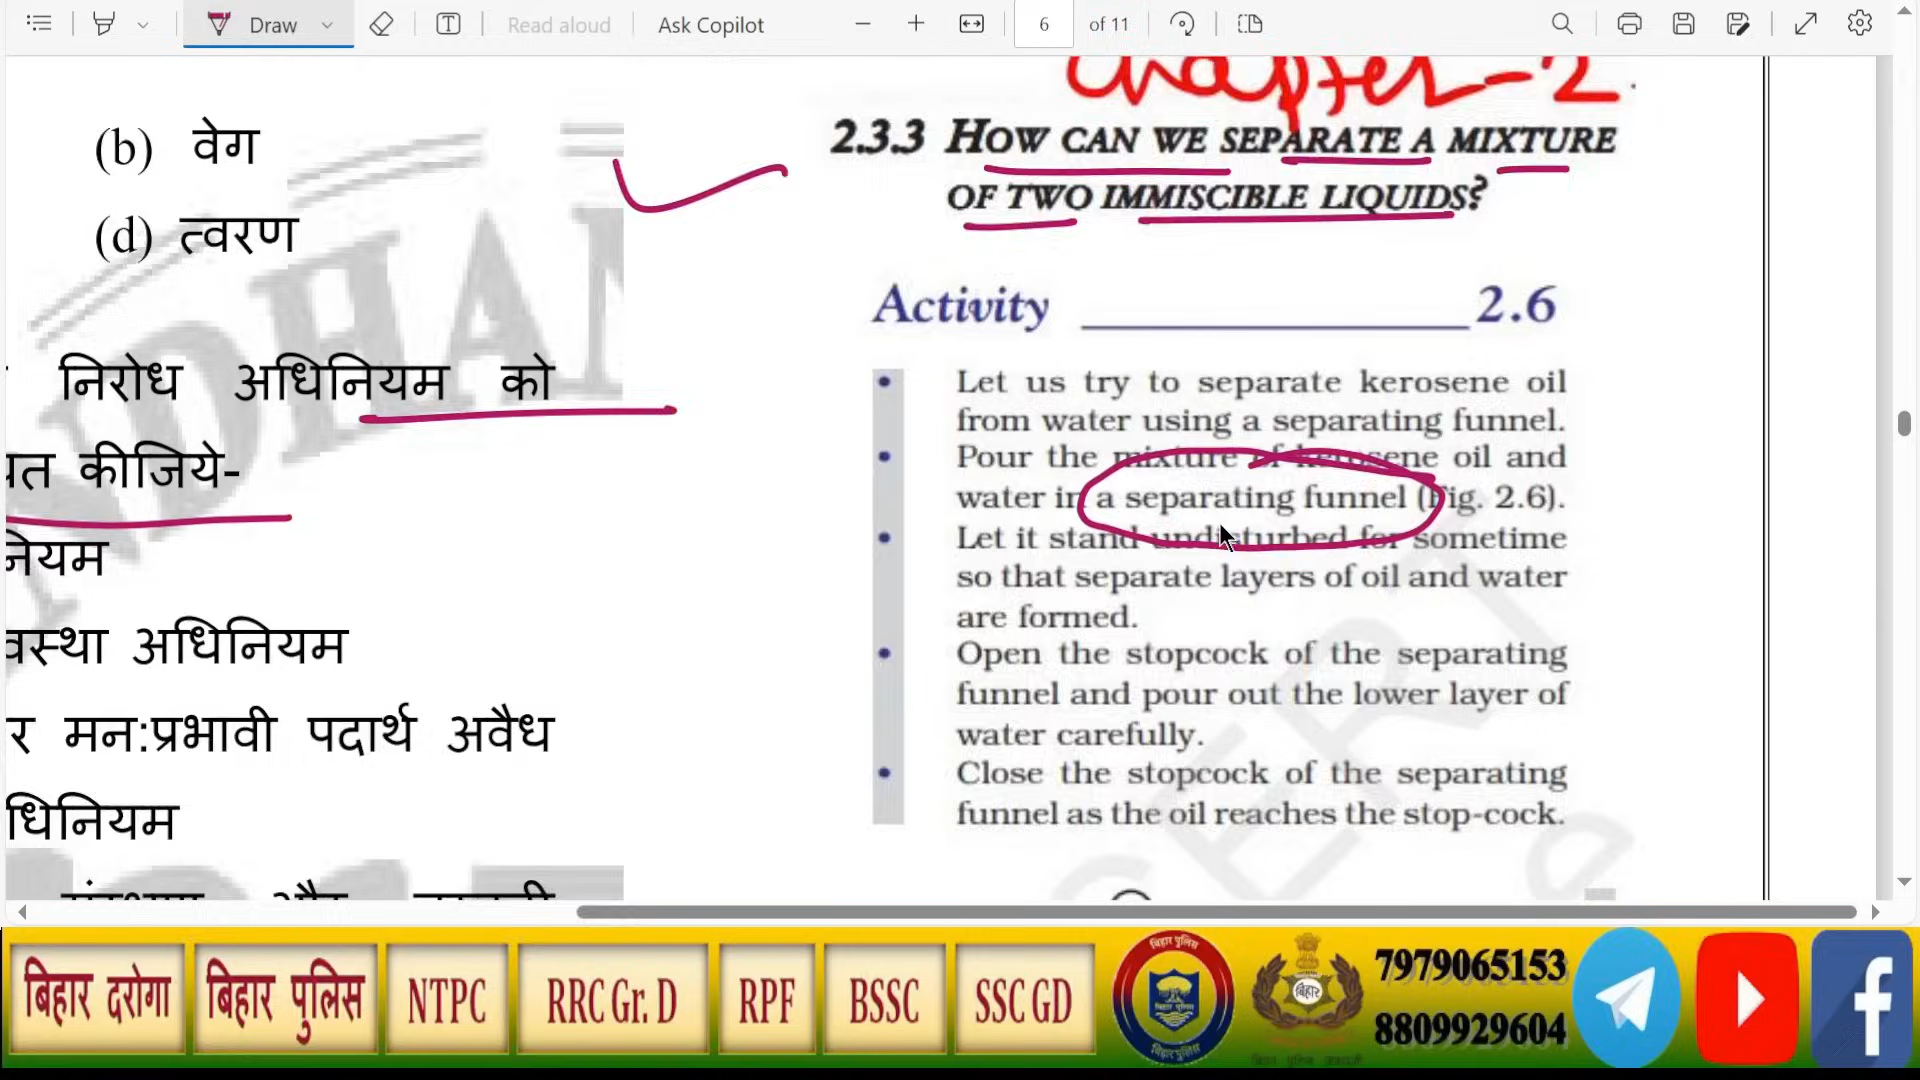 Draw
Read aloud
Ask Copilot
6 of 11
(b) वेग
(d) त्वरण
निरोध अधिनियम को
कीजिये-
अधिनियम
र मन:प्रभावी पदार्थ अवैध
Chapter-2
2.3.3 HOW CAN WE SEPARATE A MIXTURE
OF TWO IMMISCIBLE LIQUIDS?
Activity 2.6
• Let us try to separate kerosene oil
from water using a separating funnel.
• Pour the mixture of kerosene oil and
water in a separating funnel (Fig. 2.6).
• Let it stand undisturbed for sometime
so that separate layers of oil and water
are formed.
• Open the stopcock of the separating
funnel and pour out the lower layer of
water carefully.
• Close the stopcock of the separating
funnel as the oil reaches the stop-cock.
बिहार दरोगा
बिहार पुलिस
NTPC
RRC Gr. D
RPF
BSSC
SSC GD
बिहार पुलिस
बिहार
7979065153
8809929604